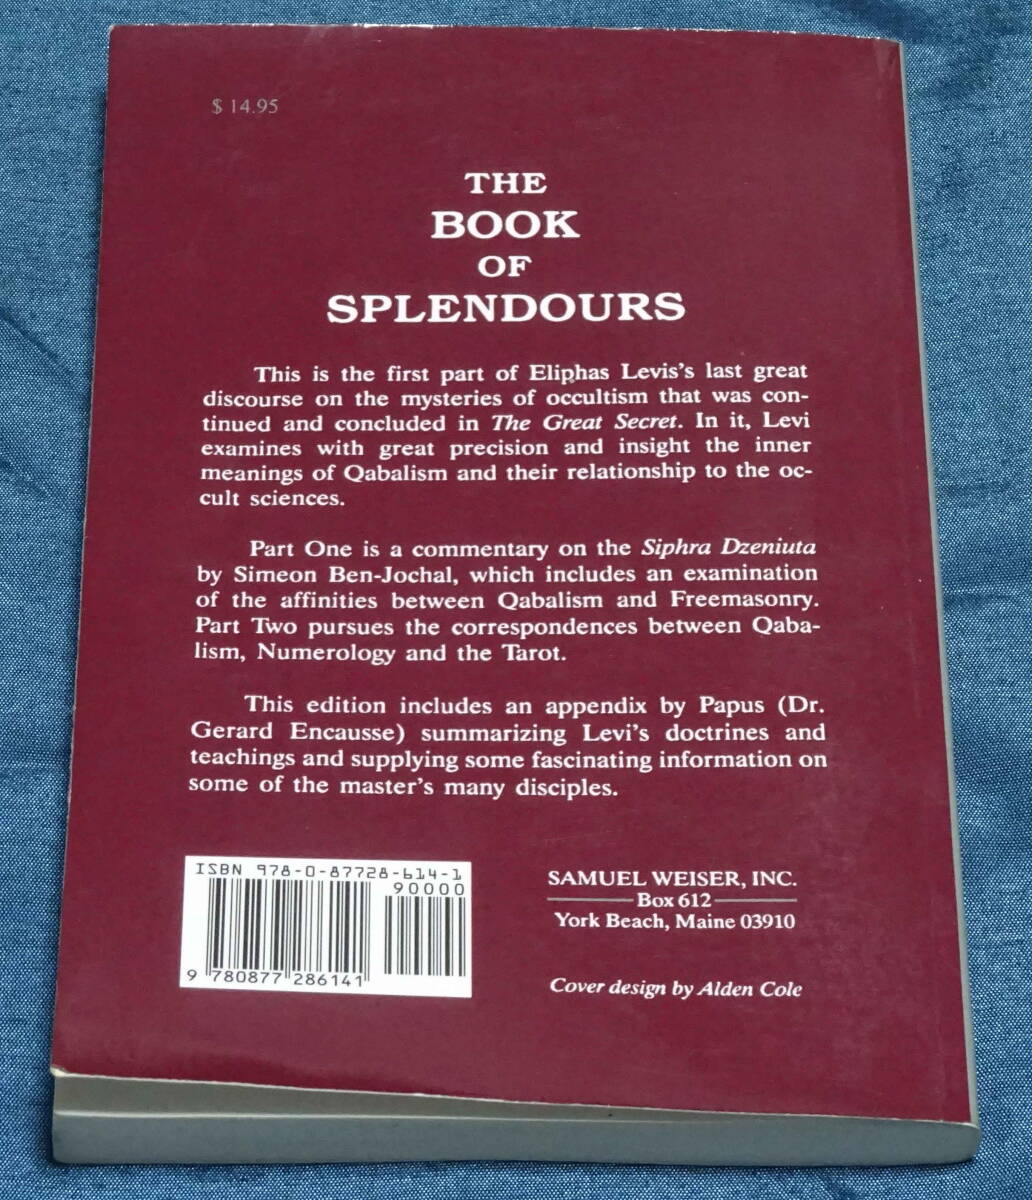 $ 14.95
THE
BOOK
OF
SPLENDOURS
This is the first part of Eliphas Levis's last great
discourse on the mysteries of occultism that was con-
tinued and concluded in The Great Secret. In it, Levi
examines with great precision and insight the inner
meanings of Qabalism and their relationship to the oc-
cult sciences.
Part One is a commentary on the Siphra Dzeniuta
by Simeon Ben-Jochal, which includes an examination
of the affinities between Qabalism and Freemasonry.
Part Two pursues the correspondences between Qaba-
lism, Numerology and the Tarot.
This edition includes an appendix by Papus (Dr.
Gerard Encausse) summarizing Levi's doctrines and
teachings and supplying some fascinating information on
some of the master's many disciples.
ISBN 978-0-87728-614-1
90000
9 780877 286141
SAMUEL WEISER, INC.
Box 612
York Beach, Maine 03910
Cover design by Alden Cole